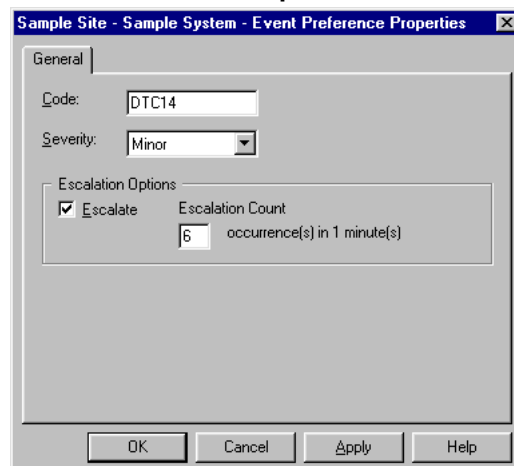 Sample Site - Sample System - Event Preference Properties
General
Code: DTC14
Severity: Minor
Escalation Options
Escalate Escalation Count
6 occurrence(s) in 1 minute(s)
OK Cancel Apply Help